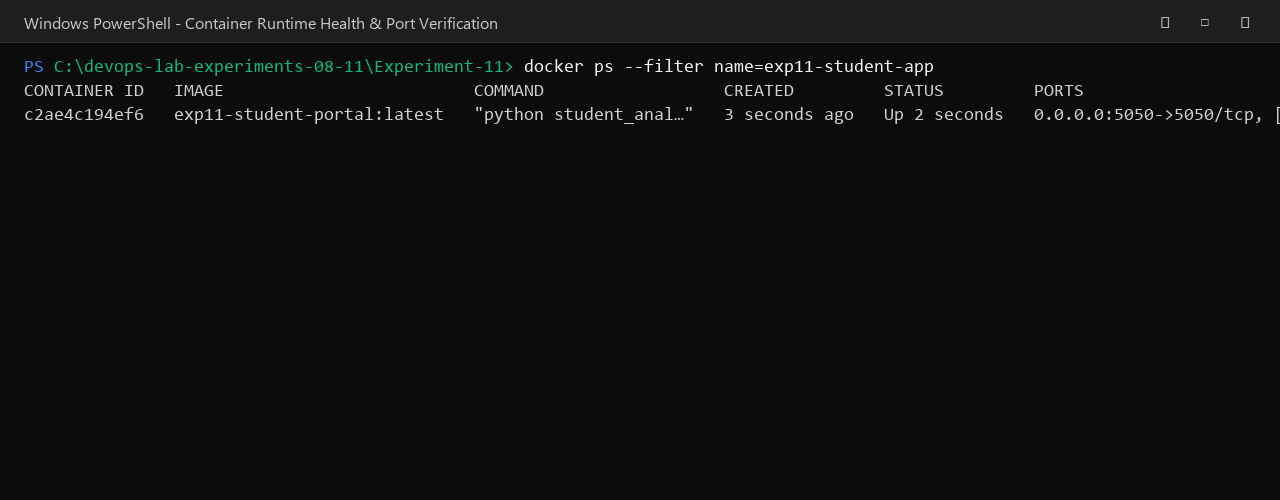 Windows PowerShell - Container Runtime Health & Port Verification
PS C:\devops-lab-experiments-08-11\Experiment-11> docker ps --filter name=exp11-student-app
CONTAINER ID   IMAGE                         COMMAND                  CREATED         STATUS         PORTS
c2ae4c194ef6   exp11-student-portal:latest   "python student_anal…"   3 seconds ago   Up 2 seconds   0.0.0.0:5050->5050/tcp, [